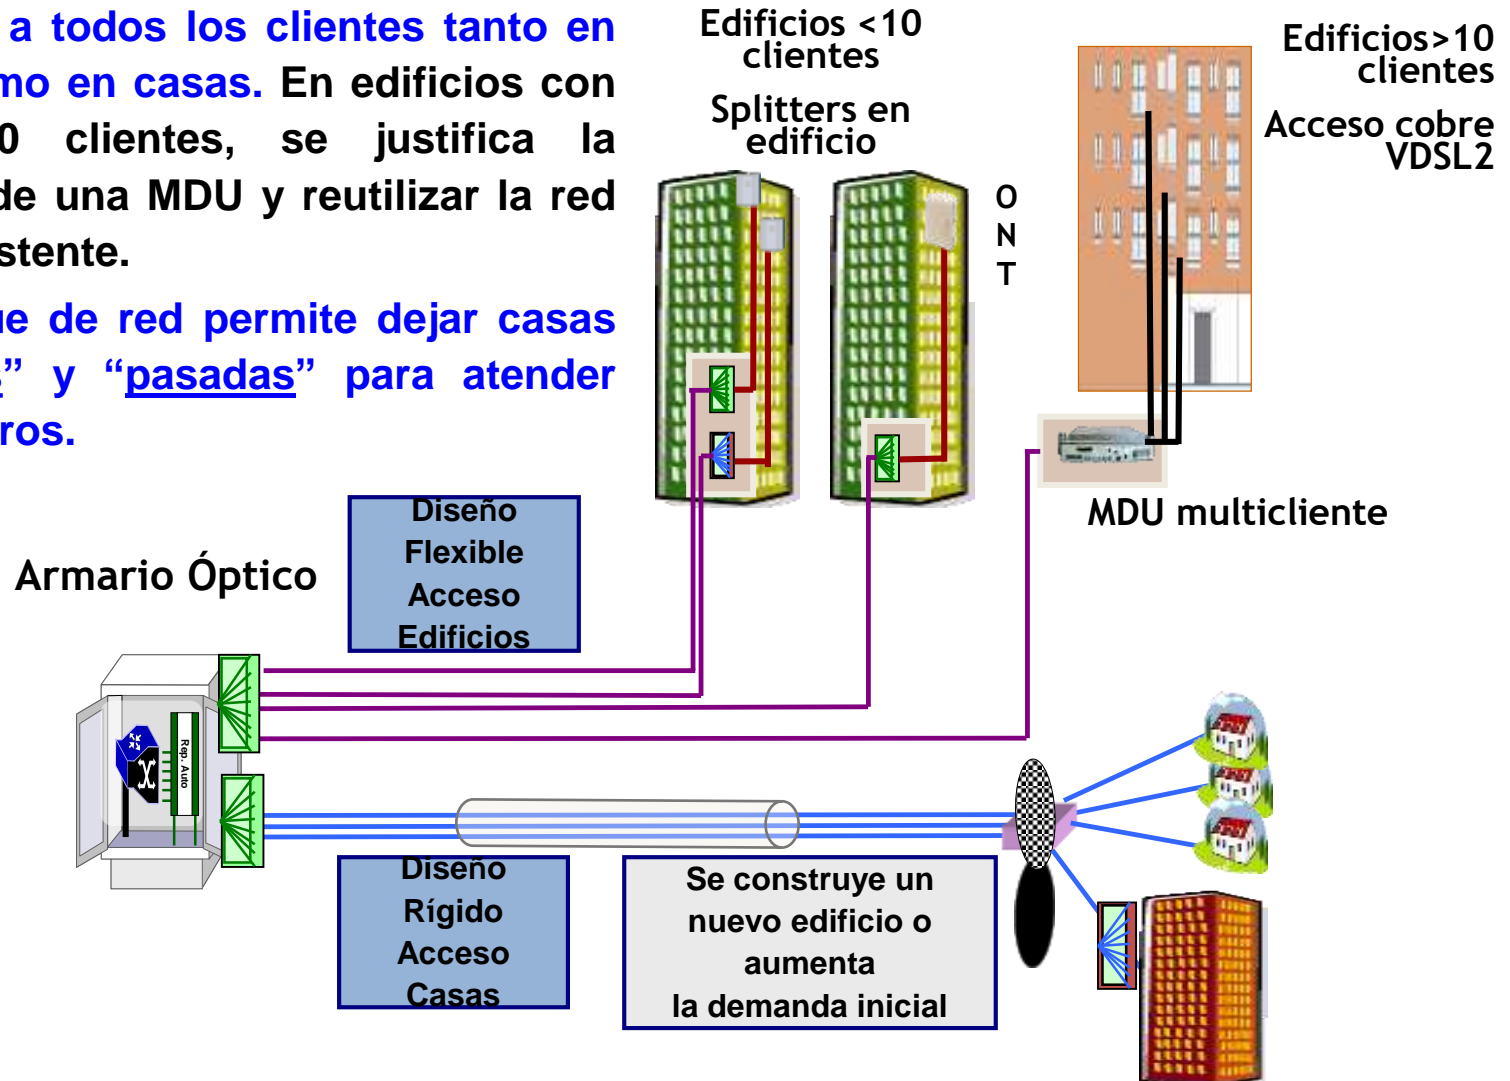 a todos los clientes tanto en
mo en casas. En edificios con
0 clientes, se justifica la
de una MDU y reutilizar la red
stente.
ue de red permite dejar casas
s” y “pasadas” para atender
ros.
Edificios <10
clientes
Splitters en
edificio
O
N
T
Edificios>10
clientes
Acceso cobre
VDSL2
MDU multicliente
Armario Óptico
Diseño
Flexible
Acceso
Edificios
Rep. Auto
Diseño
Rígido
Acceso
Casas
Se construye un
nuevo edificio o
aumenta
la demanda inicial